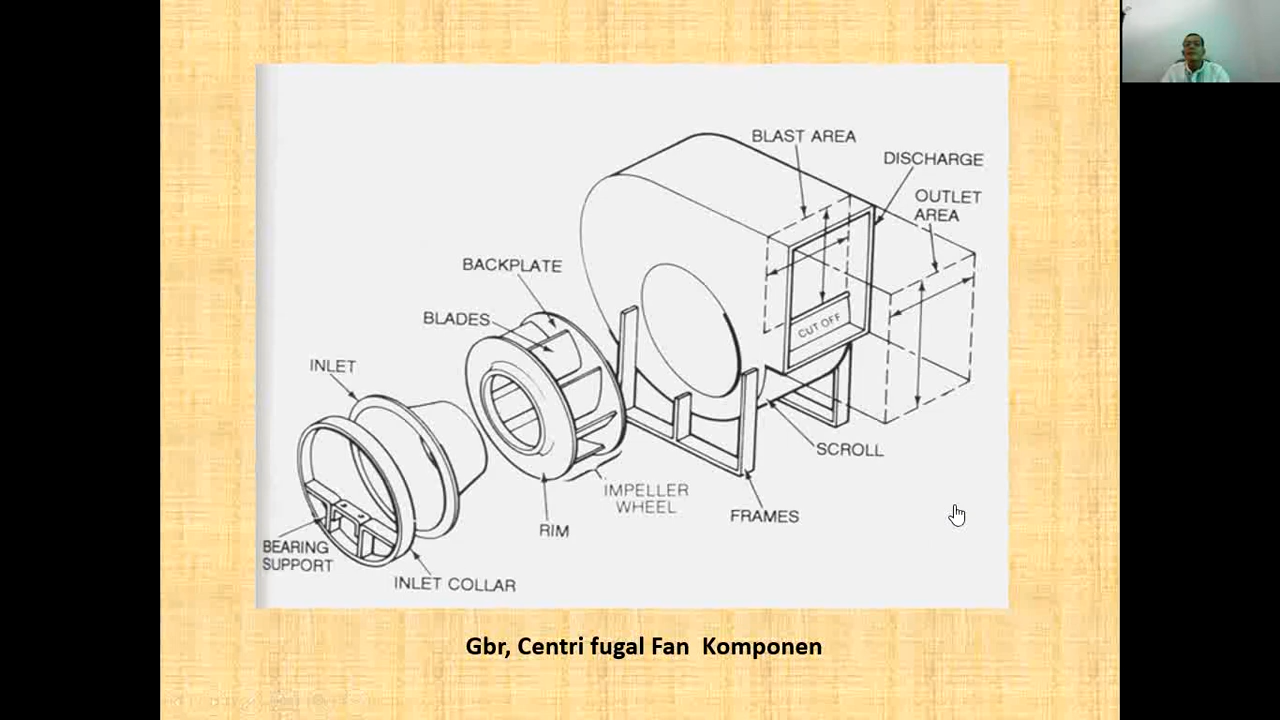 BLAST AREA
DISCHARGE
OUTLET
AREA
BACKPLATE
BLADES
CUT OFF
INLET
SCROLL
IMPELLER
WHEEL
FRAMES
RIM
BEARING
SUPPORT
INLET COLLAR
Gbr, Centri fugal Fan  Komponen